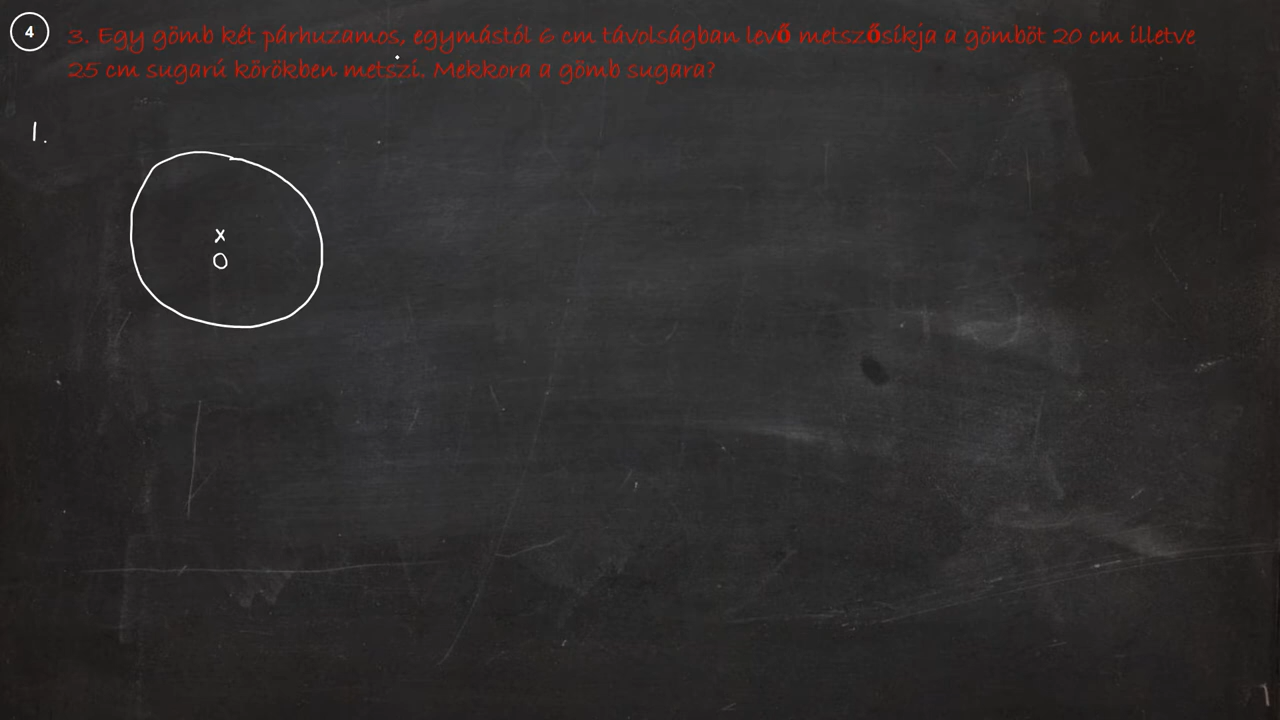 4
3. Egy gömb két párhuzamos, egymástól 6 cm távolságban levő metszősíkja a gömböt 20 cm illetve
25 cm sugarú körökben metszi. Mekkora a gömb sugara?
1.
x
O